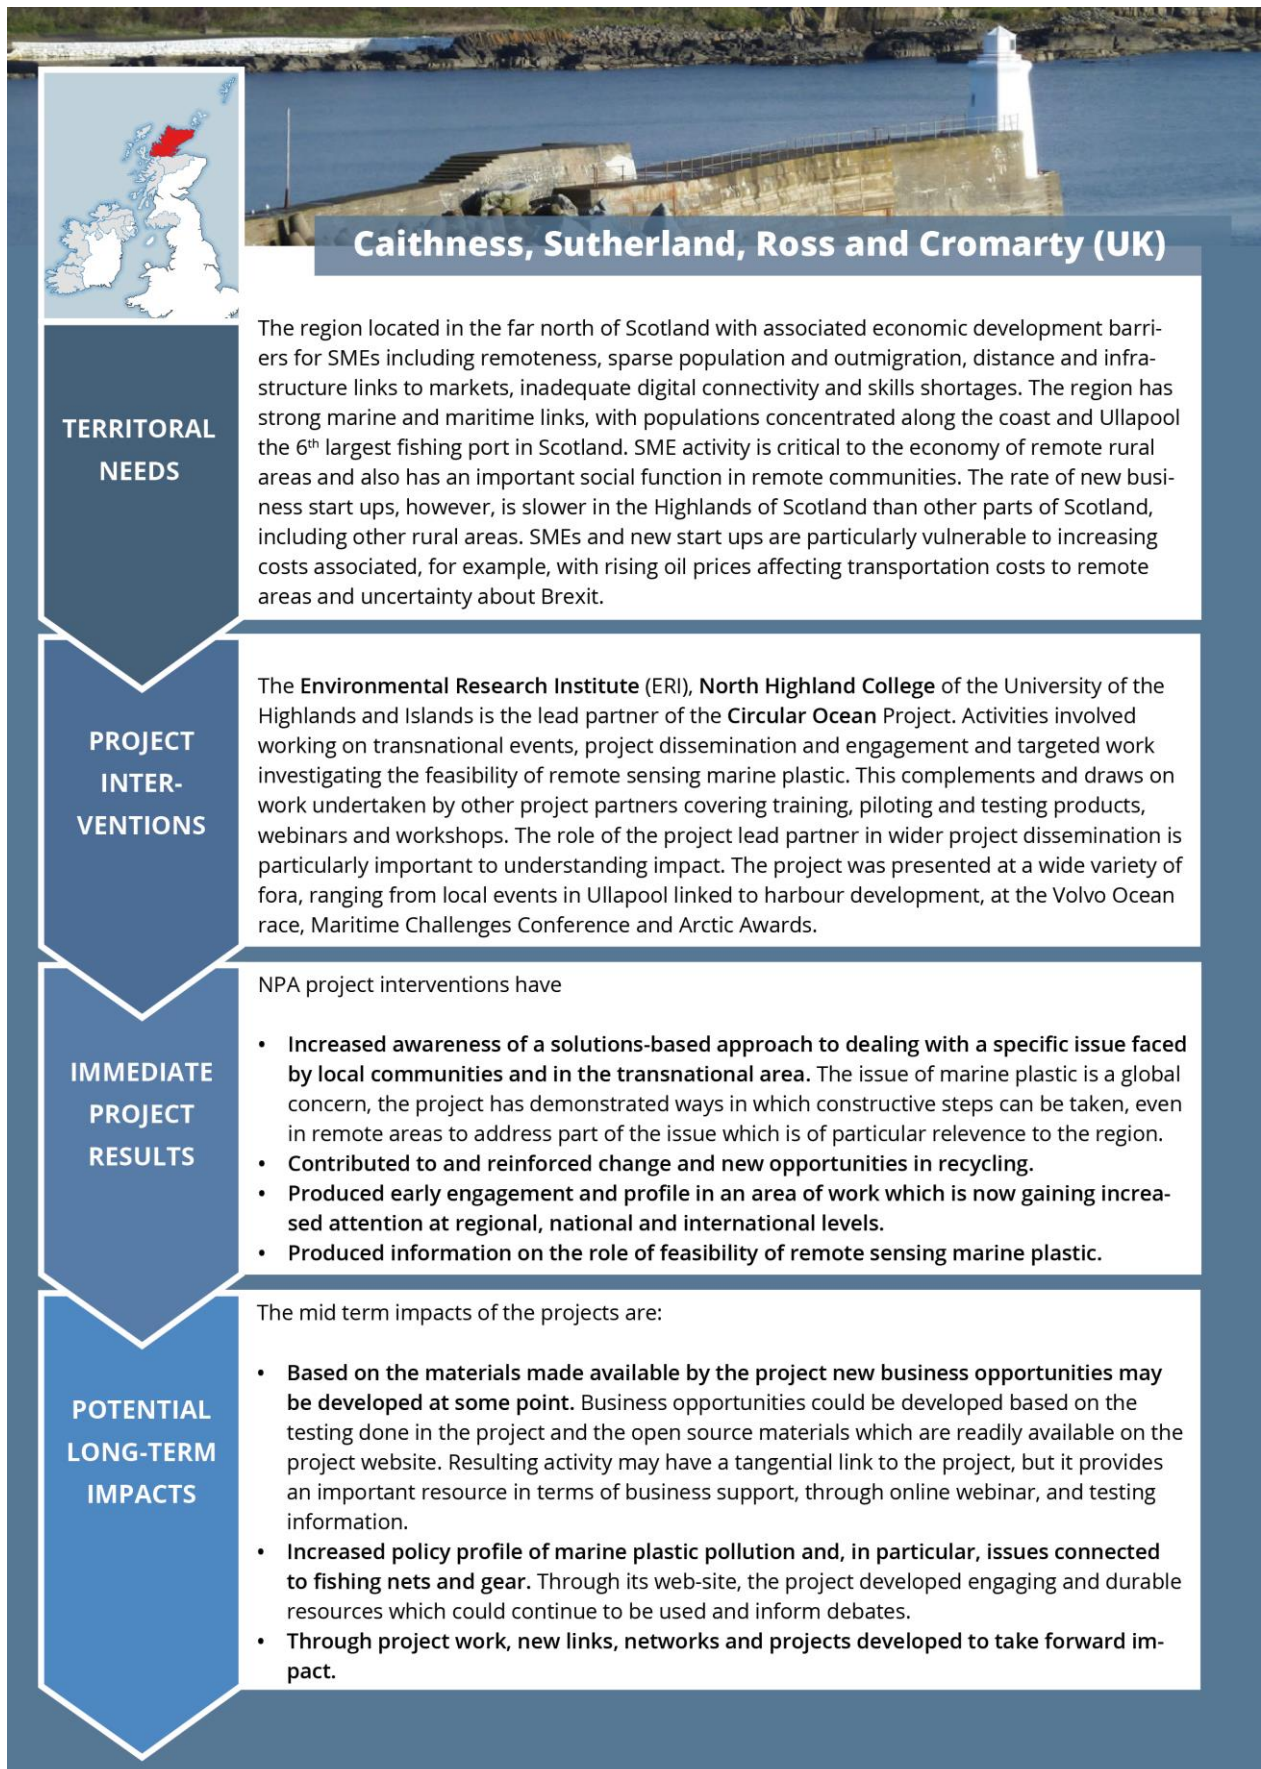 Caithness, Sutherland, Ross and Cromarty (UK)
TERRITORAL
NEEDS
The region located in the far north of Scotland with associated economic development barri-
ers for SMEs including remoteness, sparse population and outmigration, distance and infra-
structure links to markets, inadequate digital connectivity and skills shortages. The region has
strong marine and maritime links, with populations concentrated along the coast and Ullapool
the 6th largest fishing port in Scotland. SME activity is critical to the economy of remote rural
areas and also has an important social function in remote communities. The rate of new busi-
ness start ups, however, is slower in the Highlands of Scotland than other parts of Scotland,
including other rural areas. SMEs and new start ups are particularly vulnerable to increasing
costs associated, for example, with rising oil prices affecting transportation costs to remote
areas and uncertainty about Brexit.
PROJECT
INTER-
VENTIONS
The Environmental Research Institute (ERI), North Highland College of the University of the
Highlands and Islands is the lead partner of the Circular Ocean Project. Activities involved
working on transnational events, project dissemination and engagement and targeted work
investigating the feasibility of remote sensing marine plastic. This complements and draws on
work undertaken by other project partners covering training, piloting and testing products,
webinars and workshops. The role of the project lead partner in wider project dissemination is
particularly important to understanding impact. The project was presented at a wide variety of
fora, ranging from local events in Ullapool linked to harbour development, at the Volvo Ocean
race, Maritime Challenges Conference and Arctic Awards.
IMMEDIATE
PROJECT
RESULTS
NPA project interventions have
• Increased awareness of a solutions-based approach to dealing with a specific issue faced
by local communities and in the transnational area. The issue of marine plastic is a global
concern, the project has demonstrated ways in which constructive steps can be taken, even
in remote areas to address part of the issue which is of particular relevence to the region.
• Contributed to and reinforced change and new opportunities in recycling.
• Produced early engagement and profile in an area of work which is now gaining increa-
sed attention at regional, national and international levels.
• Produced information on the role of feasibility of remote sensing marine plastic.
POTENTIAL
LONG-TERM
IMPACTS
The mid term impacts of the projects are:
• Based on the materials made available by the project new business opportunities may
be developed at some point. Business opportunities could be developed based on the
testing done in the project and the open source materials which are readily available on the
project website. Resulting activity may have a tangential link to the project, but it provides
an important resource in terms of business support, through online webinar, and testing
information.
• Increased policy profile of marine plastic pollution and, in particular, issues connected
to fishing nets and gear. Through its web-site, the project developed engaging and durable
resources which could continue to be used and inform debates.
• Through project work, new links, networks and projects developed to take forward im-
pact.